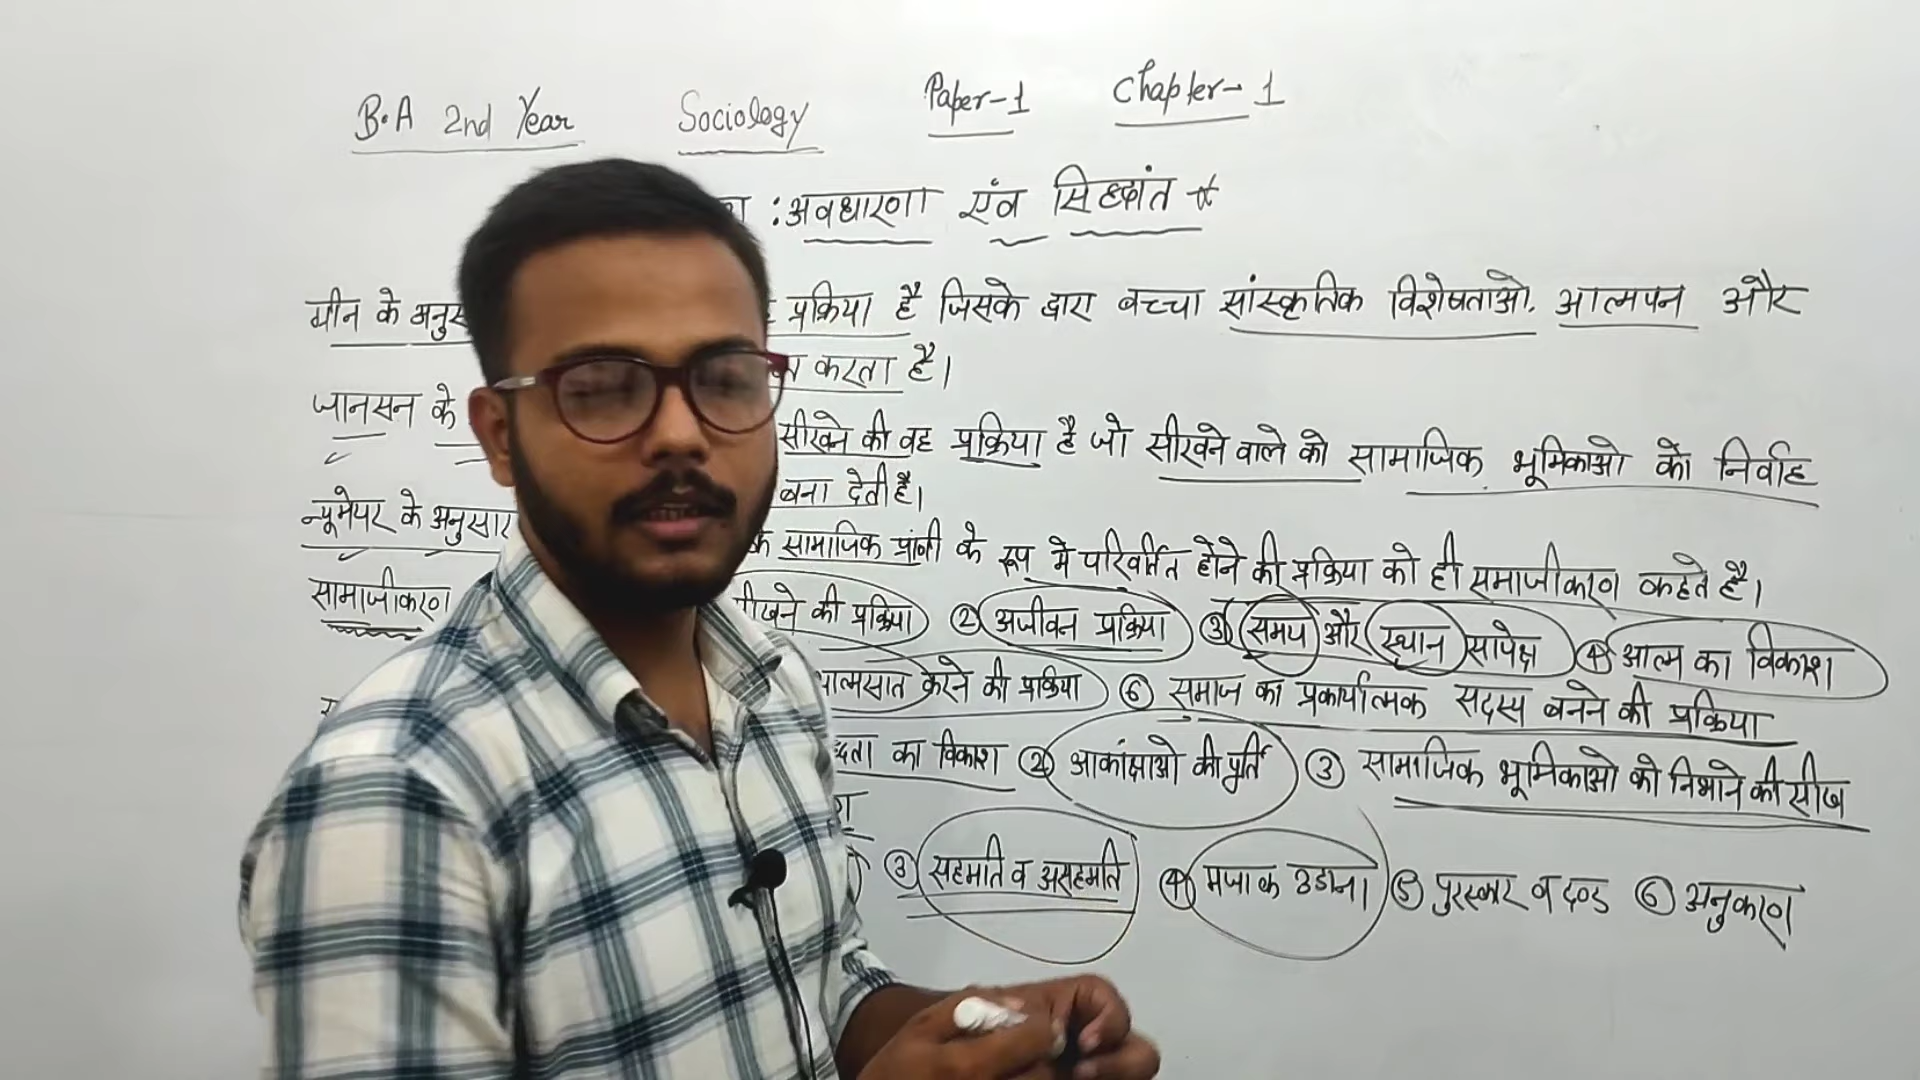 B.A 2nd Year Sociology Paper-1 Chapter-1
: अवधारणा एंव सिद्धांत *
ग्रीन के अनुस प्रक्रिया है जिसके द्वारा बच्चा सांस्कृतिक विशेषताओ, आत्मपन और
करता है।
जानसन के सीखने की वह प्रक्रिया है जो सीखने वाले को सामाजिक भूमिकाओ का निर्वाह
बना देती है।
न्यूमेयर के अनुसार सामाजिक प्रांणी के रूप मे परिवर्तित होने की प्रक्रिया को ही समाजीकरण कहते है।
सामाजीकरण ीखने की प्रक्रिया ② अजीवन प्रक्रिया ③ समय और स्थान सापेक्ष ④ आत्म का विकाश
आत्मसात करने की प्रक्रिया ⑥ समाज का प्रकार्यात्मक सदस्य बनने की प्रक्रिया
द्धता का विकाश ② आकांक्षाओ की पूर्ति ③ सामाजिक भूमिकाओ को निभाने की सीख
③ सहमति व असहमति ④ मजाक उडाना ⑤ पुरस्कार व दण्ड ⑥ अनुकरण